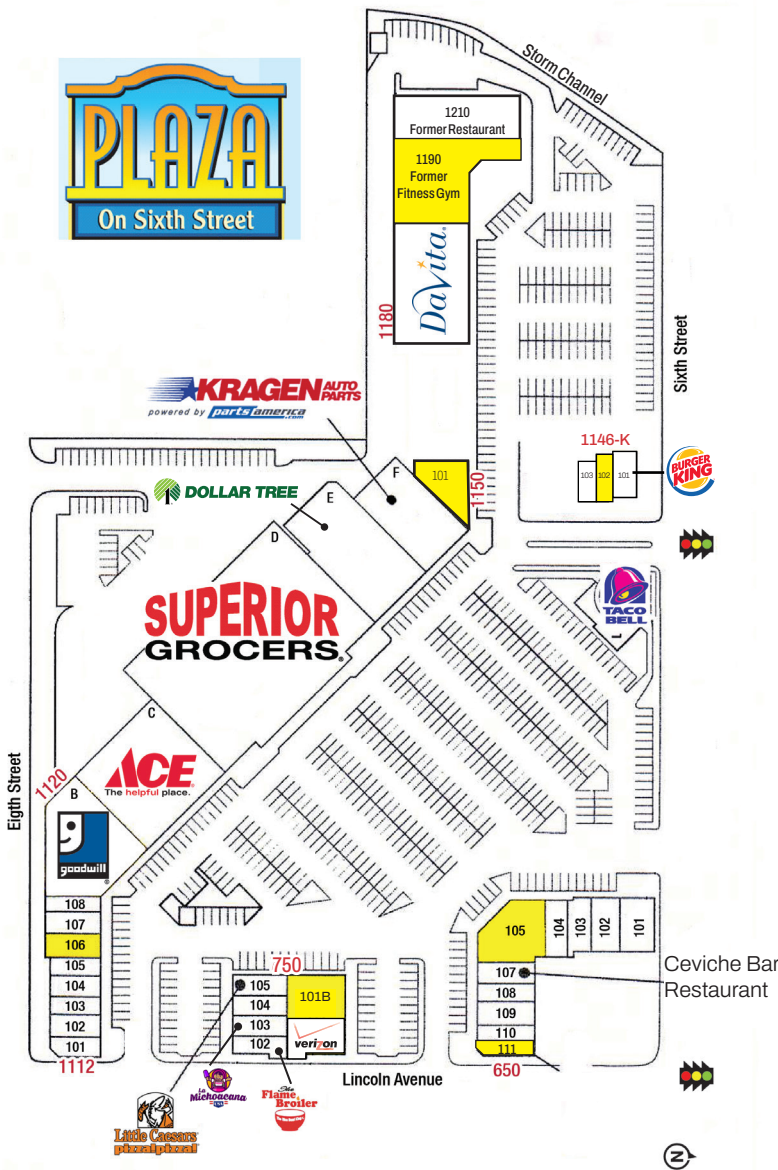 PLAZA
On Sixth Street
Storm Channel
1210
Former Restaurant
1190
Former
Fitness Gym
DaVita.
1180
Sixth Street
KRAGEN AUTO PARTS
powered by partsamerica.com
1146-K
103 102 101
BURGER KING
F
101
1150
DOLLAR TREE
E
D
SUPERIOR
GROCERS
TACO
BELL
L
C
ACE
The helpful place.
Eigth Street
1120
B
goodwill
108
107
106
105
104
103
102
101
1112
750
105
104
103
102
101B
verizon
105
104
103
102
101
107
108
109
110
111
650
Ceviche Bar
Restaurant
Lincoln Avenue
La
Michoacana
The
Flame
Broiler
Little Caesars
pizza!pizza!
N